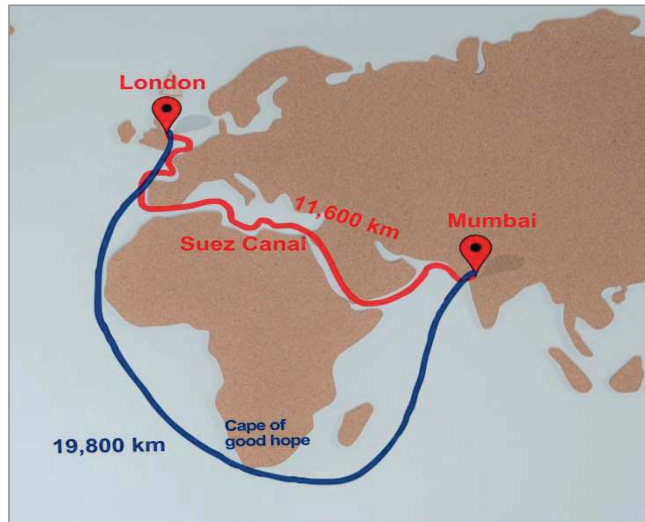 London
11,600 km
Mumbai
Suez Canal
Cape of
good hope
19,800 km